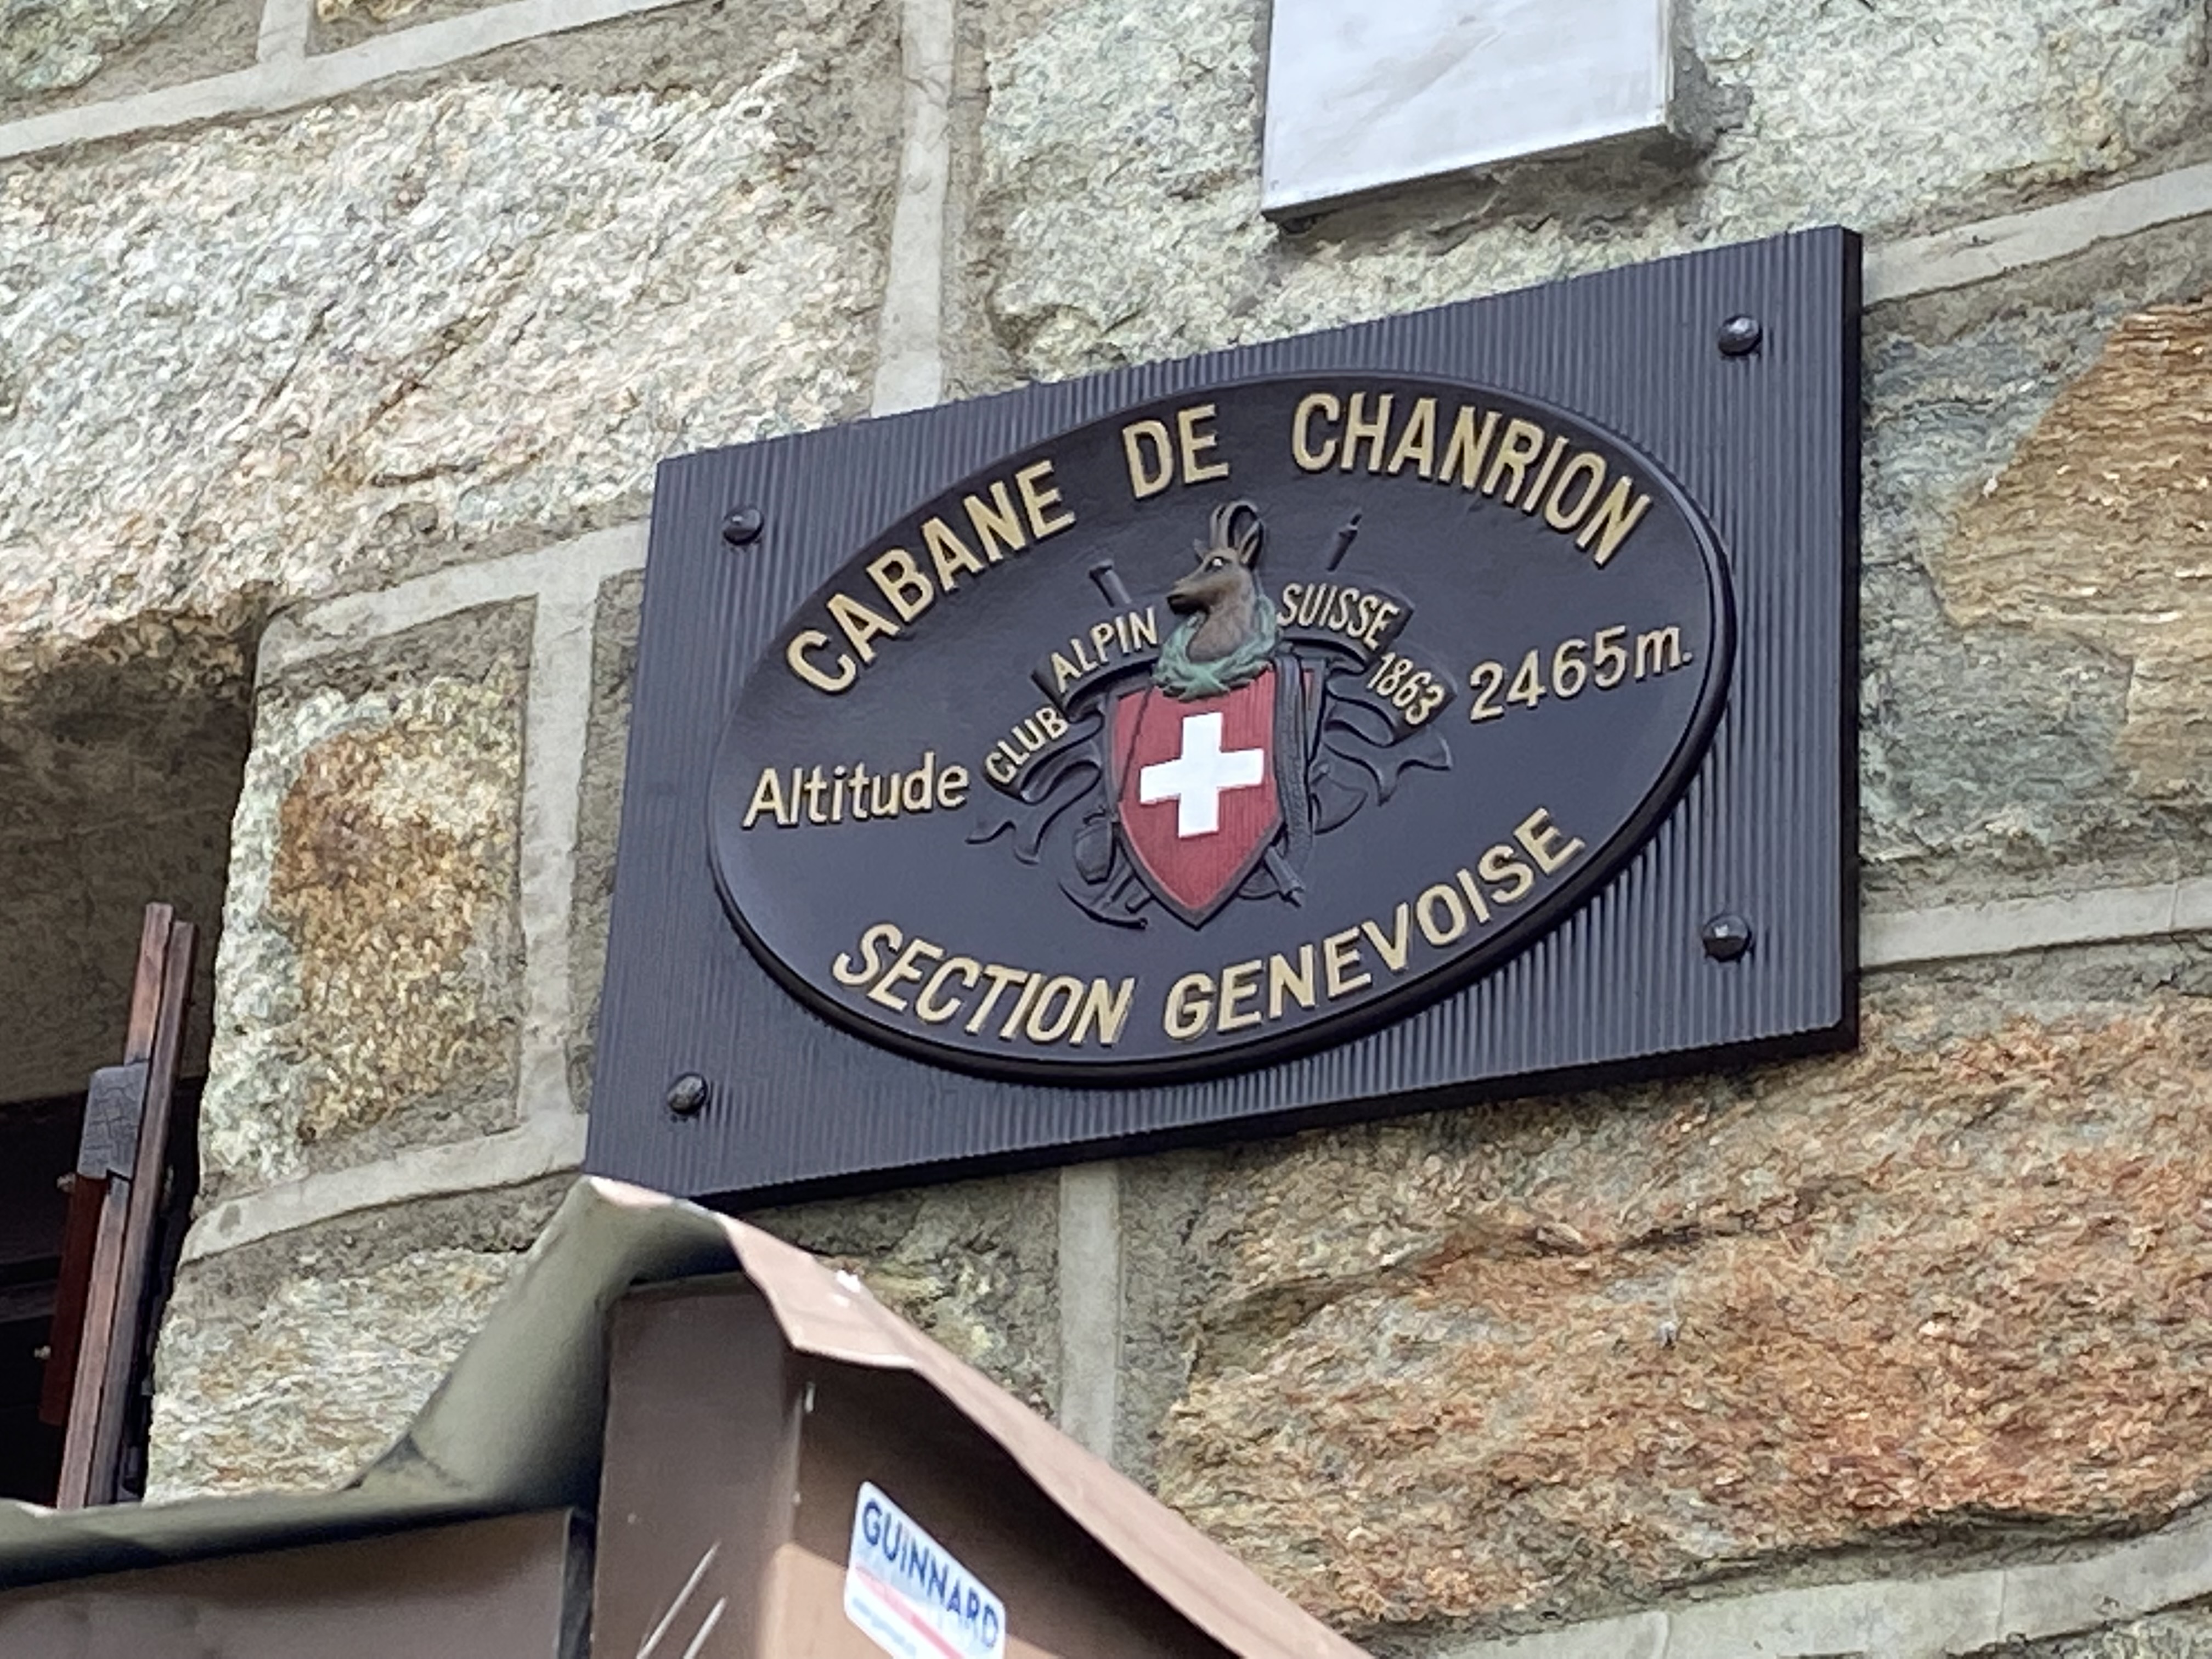 CABANE DE CHANRION
CLUB ALPIN SUISSE 1863
Altitude 2465m.
SECTION GENEVOISE
GUINNARD